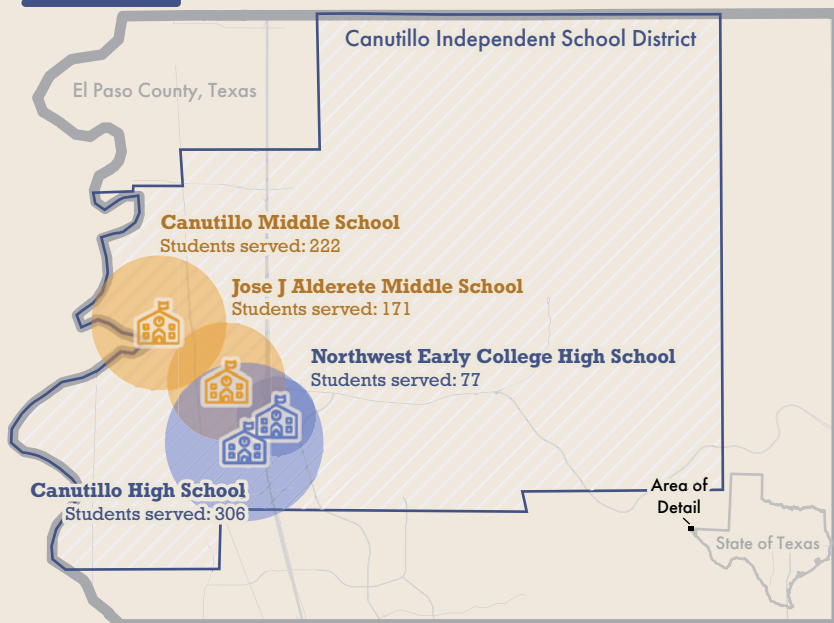 Canutillo Independent School District
El Paso County, Texas
Canutillo Middle School
Students served: 222
Jose J Alderete Middle School
Students served: 171
Northwest Early College High School
Students served: 77
Canutillo High School
Students served: 306
Area of
Detail
State of Texas